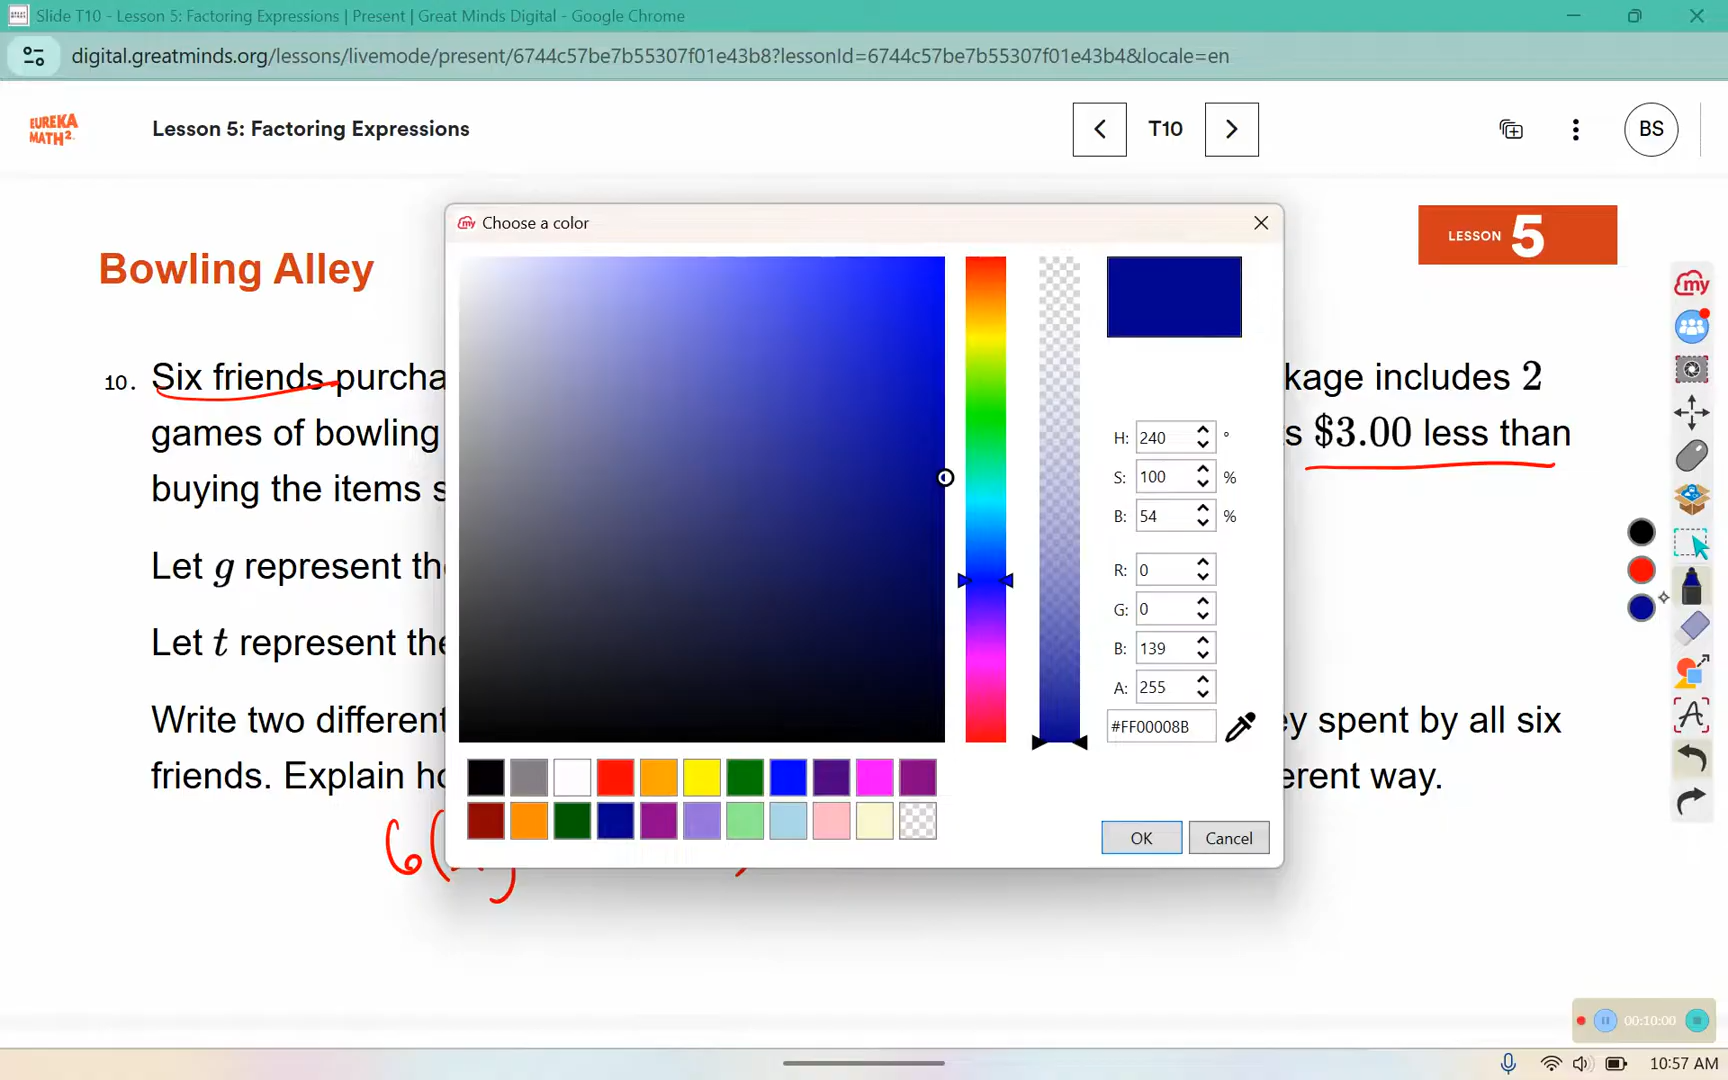 Slide T10 - Lesson 5: Factoring Expressions | Present | Great Minds Digital - Google Chrome
digital.greatminds.org/lessons/livemode/present/6744c57be7b55307f01e43b8?lessonId=6744c57be7b55307f01e43b4&locale=en
EUREKA
MATH²
Lesson 5: Factoring Expressions
T10
BS
my Choose a color
LESSON 5
Bowling Alley
my
10. Six friends purcha kage includes 2
games of bowling s $3.00 less than
buying the items s
Let g represent the
Let t represent the
Write two different ey spent by all six
friends. Explain ho erent way.
6(
H: 240 °
S: 100 %
B: 54 %
R: 0
G: 0
B: 139
A: 255
#FF00008B
OK Cancel
A
00:10:00
10:57 AM